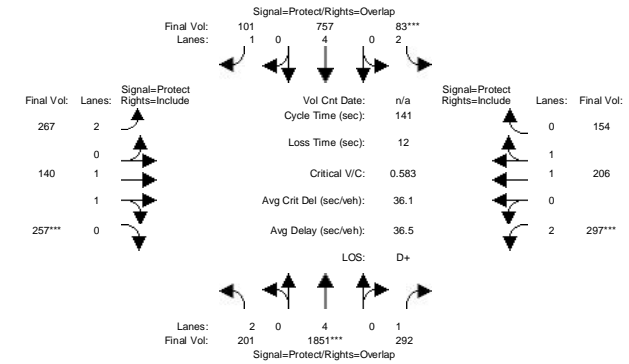 Signal=Protect/Rights=Overlap
Final Vol: 101 757 83***
Lanes: 1 0 4 0 2
Signal=Protect
Final Vol: Lanes: Rights=Include
Signal=Protect
Rights=Include Lanes: Final Vol:
Vol Cnt Date: n/a
Cycle Time (sec): 141
267 2
0 154
Loss Time (sec): 12
0
1
140 1
Critical V/C: 0.583
1 206
1
Avg Crit Del (sec/veh): 36.1
0
257*** 0
Avg Delay (sec/veh): 36.5
2 297***
LOS: D+
Lanes: 2 0 4 0 1
Final Vol: 201 1851*** 292
Signal=Protect/Rights=Overlap